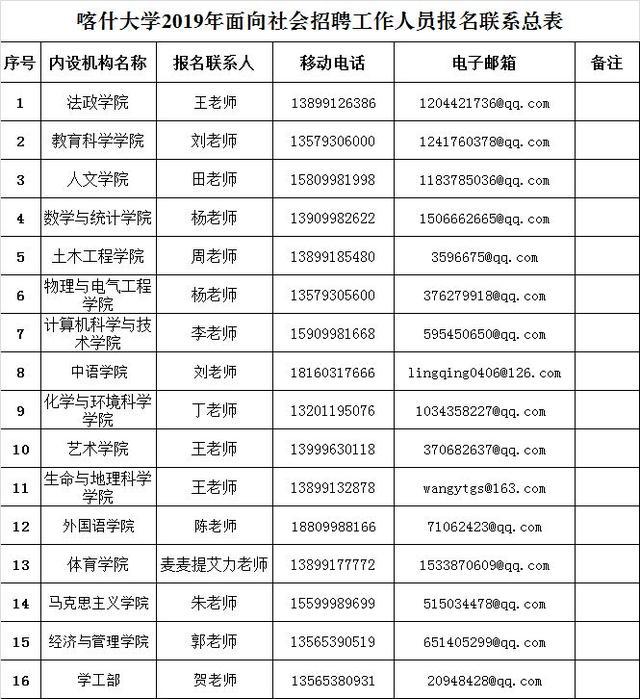 喀什大学2019年面向社会招聘工作人员报名联系总表
序号 内设机构名称 报名联系人 移动电话 电子邮箱 备注
1 法政学院 王老师 13899126386 1204421736@qq.com
2 教育科学学院 刘老师 13579306000 1241760378@qq.com
3 人文学院 田老师 15809981998 1183785036@qq.com
4 数学与统计学院 杨老师 13909982622 1506662665@qq.com
5 土木工程学院 周老师 13899185480 3596675@qq.com
6 物理与电气工程学院 杨老师 13579305600 376279918@qq.com
7 计算机科学与技术学院 李老师 15909981668 595450650@qq.com
8 中语学院 刘老师 18160317666 lingqing0406@126.com
9 化学与环境科学学院 丁老师 13201195076 1034358227@qq.com
10 艺术学院 王老师 13999630118 370682637@qq.com
11 生命与地理科学学院 王老师 13899132878 wangytgs@163.com
12 外国语学院 陈老师 18809988166 71062423@qq.com
13 体育学院 麦麦提艾力老师 13899177772 1533870609@qq.com
14 马克思主义学院 朱老师 15599989699 515034478@qq.com
15 经济与管理学院 郭老师 13565390519 651405299@qq.com
16 学工部 贺老师 13565380931 20948428@qq.com